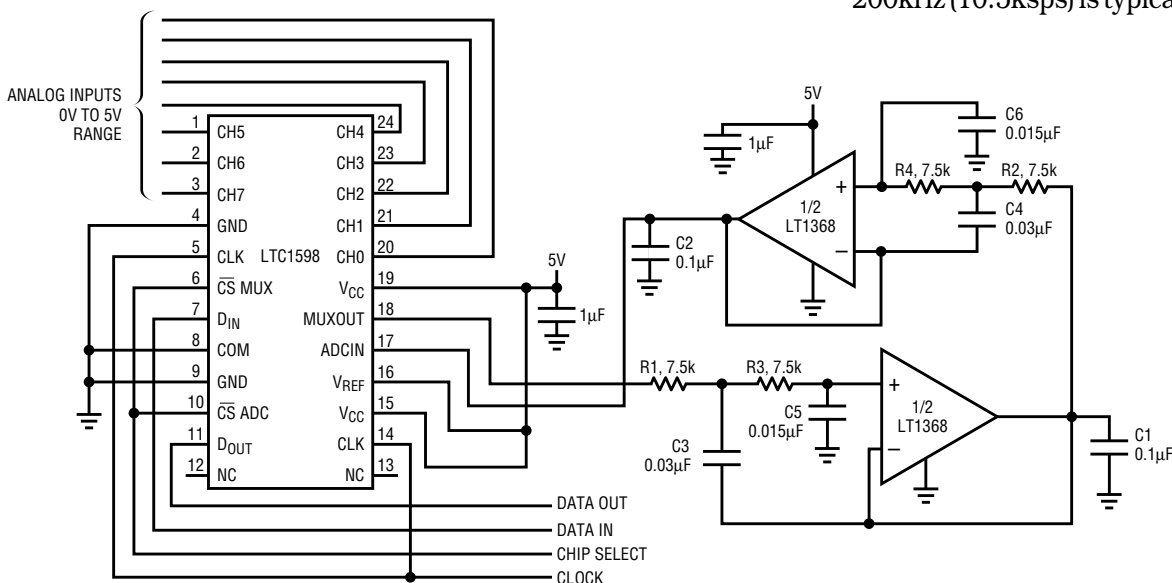 200kHz (10.5ksps) is typica
ANALOG INPUTS
0V TO 5V
RANGE
1 CH5
2 CH6
3 CH7
4 GND
5 CLK
6 CS MUX
7 DIN
8 COM
9 GND
10 CS ADC
11 DOUT
12 NC
LTC1598
24 CH4
23 CH3
22 CH2
21 CH1
20 CH0
19 VCC
18 MUXOUT
17 ADCIN
16 VREF
15 VCC
14 CLK
13 NC
5V
1µF
5V
1µF
C2
0.1µF
+
1/2
LT1368
–
C6
0.015µF
R4, 7.5k
R2, 7.5k
C4
0.03µF
R1, 7.5k
R3, 7.5k
C5
0.015µF
C3
0.03µF
+
1/2
LT1368
–
C1
0.1µF
DATA OUT
DATA IN
CHIP SELECT
CLOCK